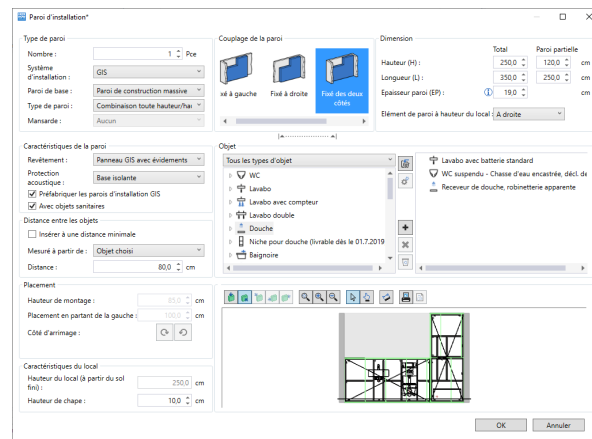 Paroi d'installation*
Type de paroi
Nombre :
1
Pce
Système
d'installation :
GIS
Paroi de base :
Paroi de construction massive
Type de paroi :
Combinaison toute hauteur/hau
Mansarde :
Aucun
Couplage de la paroi
xé à gauche
Fixé à droite
Fixé des deux
côtés
Dimension
Total
Paroi partielle
Hauteur (H) :
250,0
120,0
cm
Longueur (L) :
350,0
250,0
cm
Epaisseur paroi (EP) :
19,0
cm
Elément de paroi à hauteur du local :
A droite
Caractéristiques de la
paroi
Revêtement :
Panneau GIS avec évidements
Protection
acoustique :
Base isolante
Préfabriquer les parois d'installation GIS
Avec objets sanitaires
Distance entre les objets
Insérer à une distance minimale
Mesuré à partir de :
Objet choisi
Distance :
80,0
cm
Objet
Tous les types d'objet
WC
Lavabo
Lavabo avec compteur
Lavabo double
Douche
Niche pour douche (livrable dès le 01.7.2019
Baignoire
Lavabo avec batterie standard
WC suspendu - Chasse d'eau encastrée, décl. de
Receveur de douche, robinetterie apparente
Placement
Hauteur de montage :
85,0
cm
Placement en partant de la gauche :
100,0
cm
Côté d'arrimage :
Caractéristiques du local
Hauteur du local (à
partir du sol
fini) :
250,0
cm
Hauteur de chape :
10,0
cm
OK
Annuler